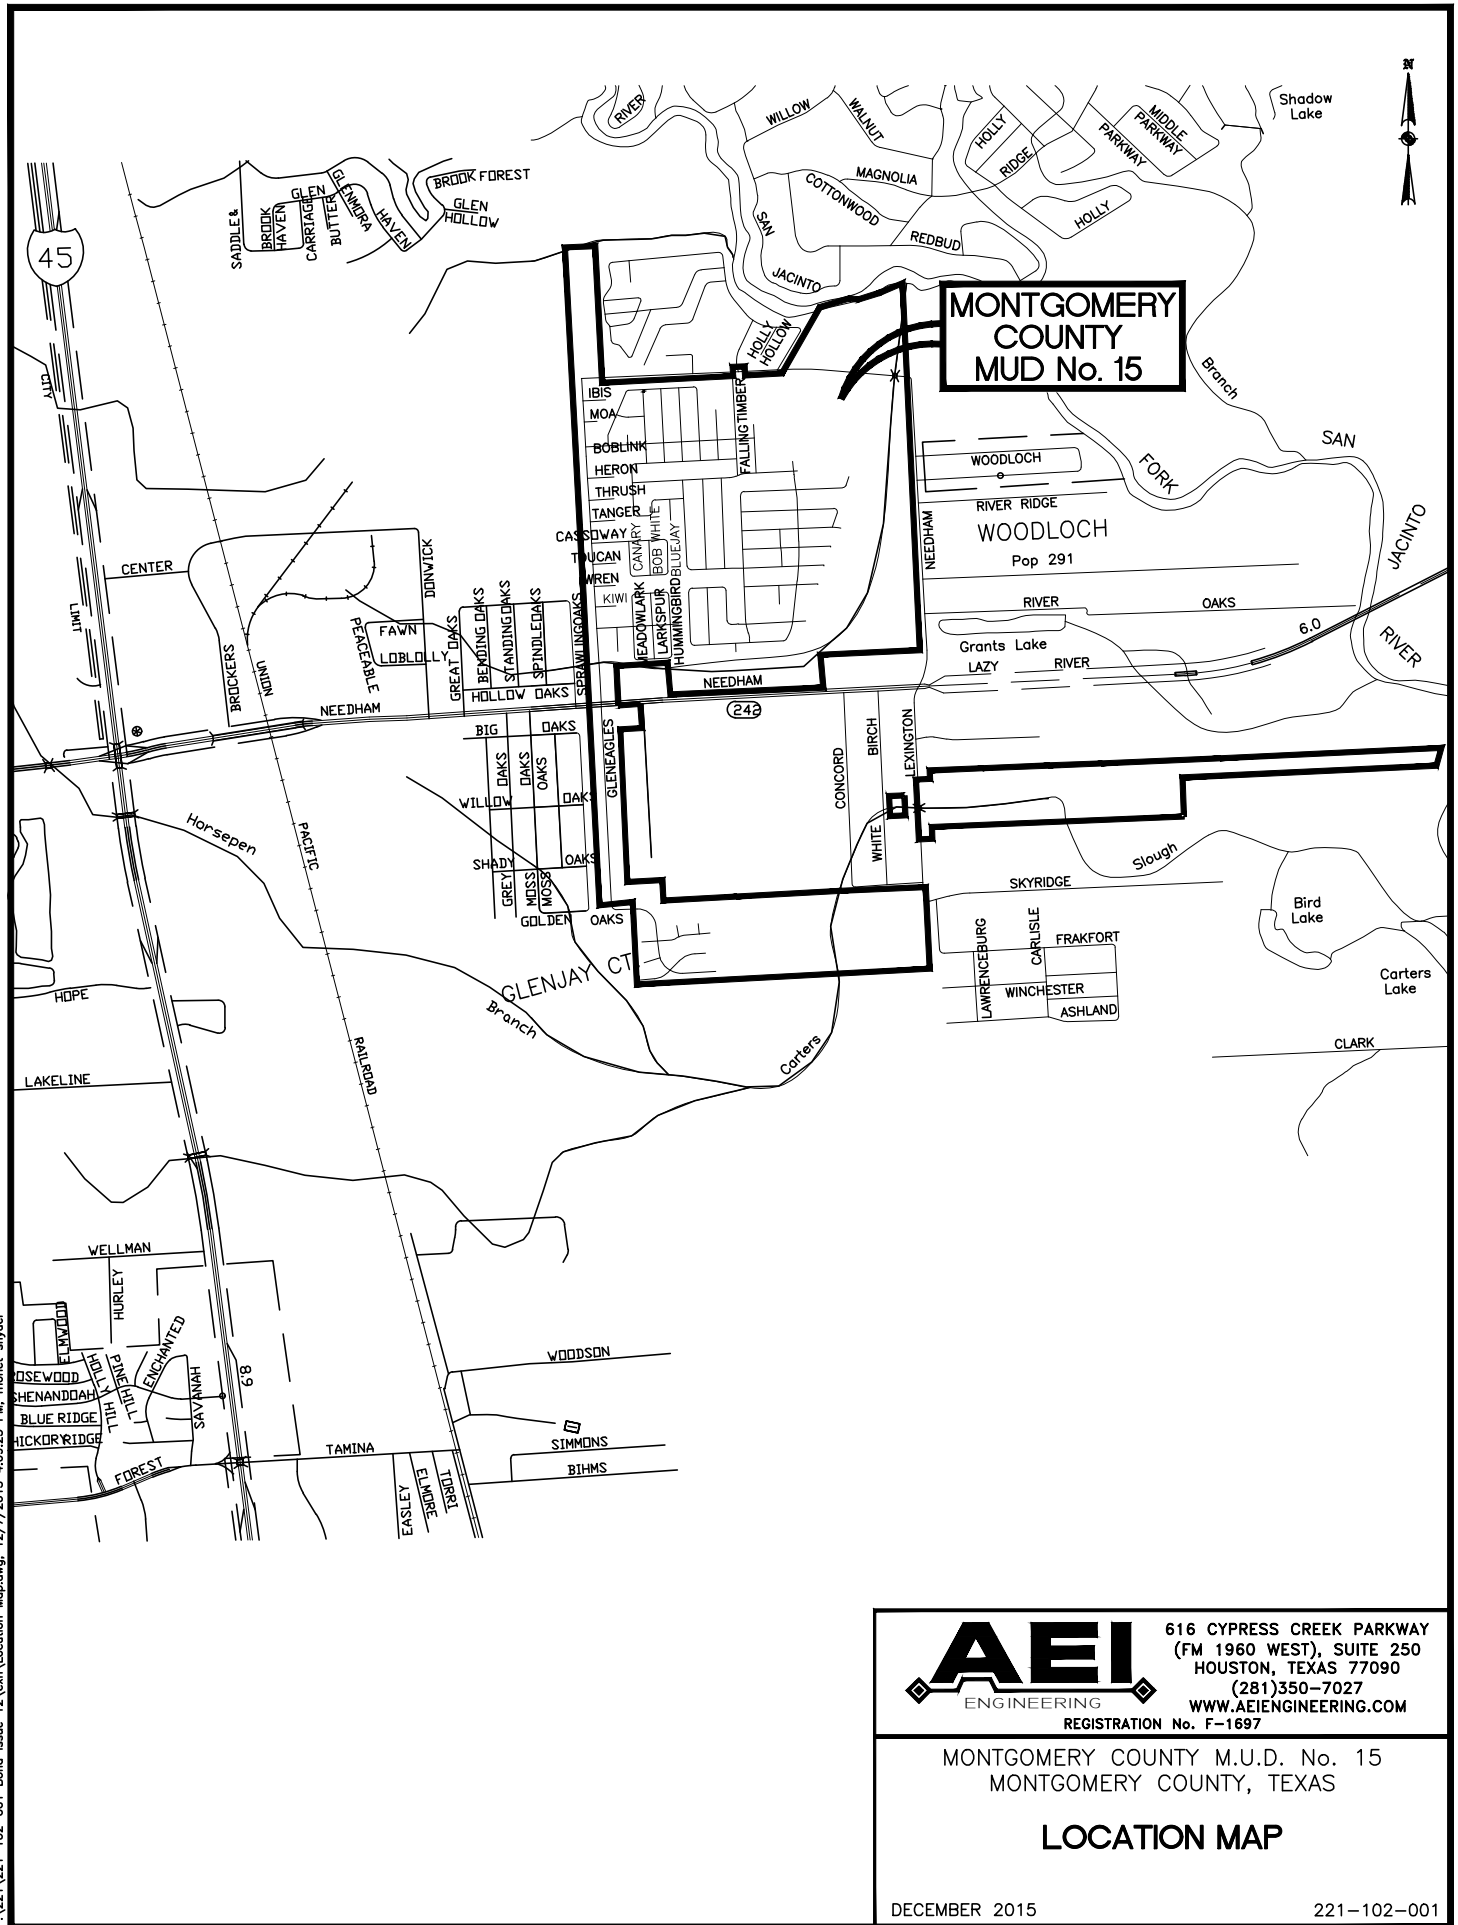 N
Shadow
Lake
RIVER
WILLOW
WALNUT
HOLLY
RIDGE
PARKWAY
MIDDLE
PARKWAY
MAGNOLIA
COTTONWOOD
HOLLY
REDBUD
SAN
JACINTO
BROOK FOREST
GLEN
HOLLOW
GLEN
GLENMORA
HAVEN
SADDLE &
BROOK
HAVEN
CARRIAGE
BUTTER
45
MONTGOMERY
COUNTY
MUD No. 15
HOLLY
HOLLOW
Branch
CITY
IBIS
MOA
BOBLINK
HERON
THRUSH
TANGER
CASSOWAY
TOUCAN
WREN
KIWI
CANARY
BOB WHITE
BLUEJAY
MEADOWLARK
LARKSPUR
HUMMINGBIRD
FALLING TIMBER
WOODLOCH
RIVER RIDGE
WOODLOCH
Pop 291
NEEDHAM
FORK
SAN
JACINTO
RIVER
RIVER
OAKS
6.0
Grants Lake
LAZY
RIVER
CENTER
LIMIT
DONWICK
BROCKERS
UNION
PEACEABLE
FAWN
LOBLOLLY
GREAT OAKS
BENDING OAKS
STANDING OAKS
SPINDLE OAKS
SPRAWLING OAKS
HOLLOW OAKS
NEEDHAM
NEEDHAM
242
BIG
OAKS
OAKS
OAKS
OAKS
WILLOW
OAKS
SHADY
OAKS
GREY
MOSS
MOSS
GOLDEN
OAKS
GLENEAGLES
CONCORD
BIRCH
WHITE
LEXINGTON
Horsepen
PACIFIC
Slough
SKYRIDGE
Bird
Lake
LAWRENCEBURG
CARLISLE
FRAKFORT
WINCHESTER
ASHLAND
Carters
Lake
CLARK
GLENJAY CT.
Branch
Carters
HOPE
LAKELINE
RAILROAD
WELLMAN
HURLEY
ELMWOOD
ENCHANTED
PINE HILL
HOLLY HILL
SAVANAH
8.9
ROSEWOOD
SHENANDOAH
BLUE RIDGE
HICKORYRIDGE
FOREST
TAMINA
WOODSON
SIMMONS
BIHMS
EASLEY
ELMORE
TORRI
AEI
ENGINEERING
616 CYPRESS CREEK PARKWAY
(FM 1960 WEST), SUITE 250
HOUSTON, TEXAS 77090
(281)350-7027
WWW.AEIENGINEERING.COM
REGISTRATION No. F-1697
MONTGOMERY COUNTY M.U.D. No. 15
MONTGOMERY COUNTY, TEXAS
LOCATION MAP
DECEMBER 2015
221-102-001